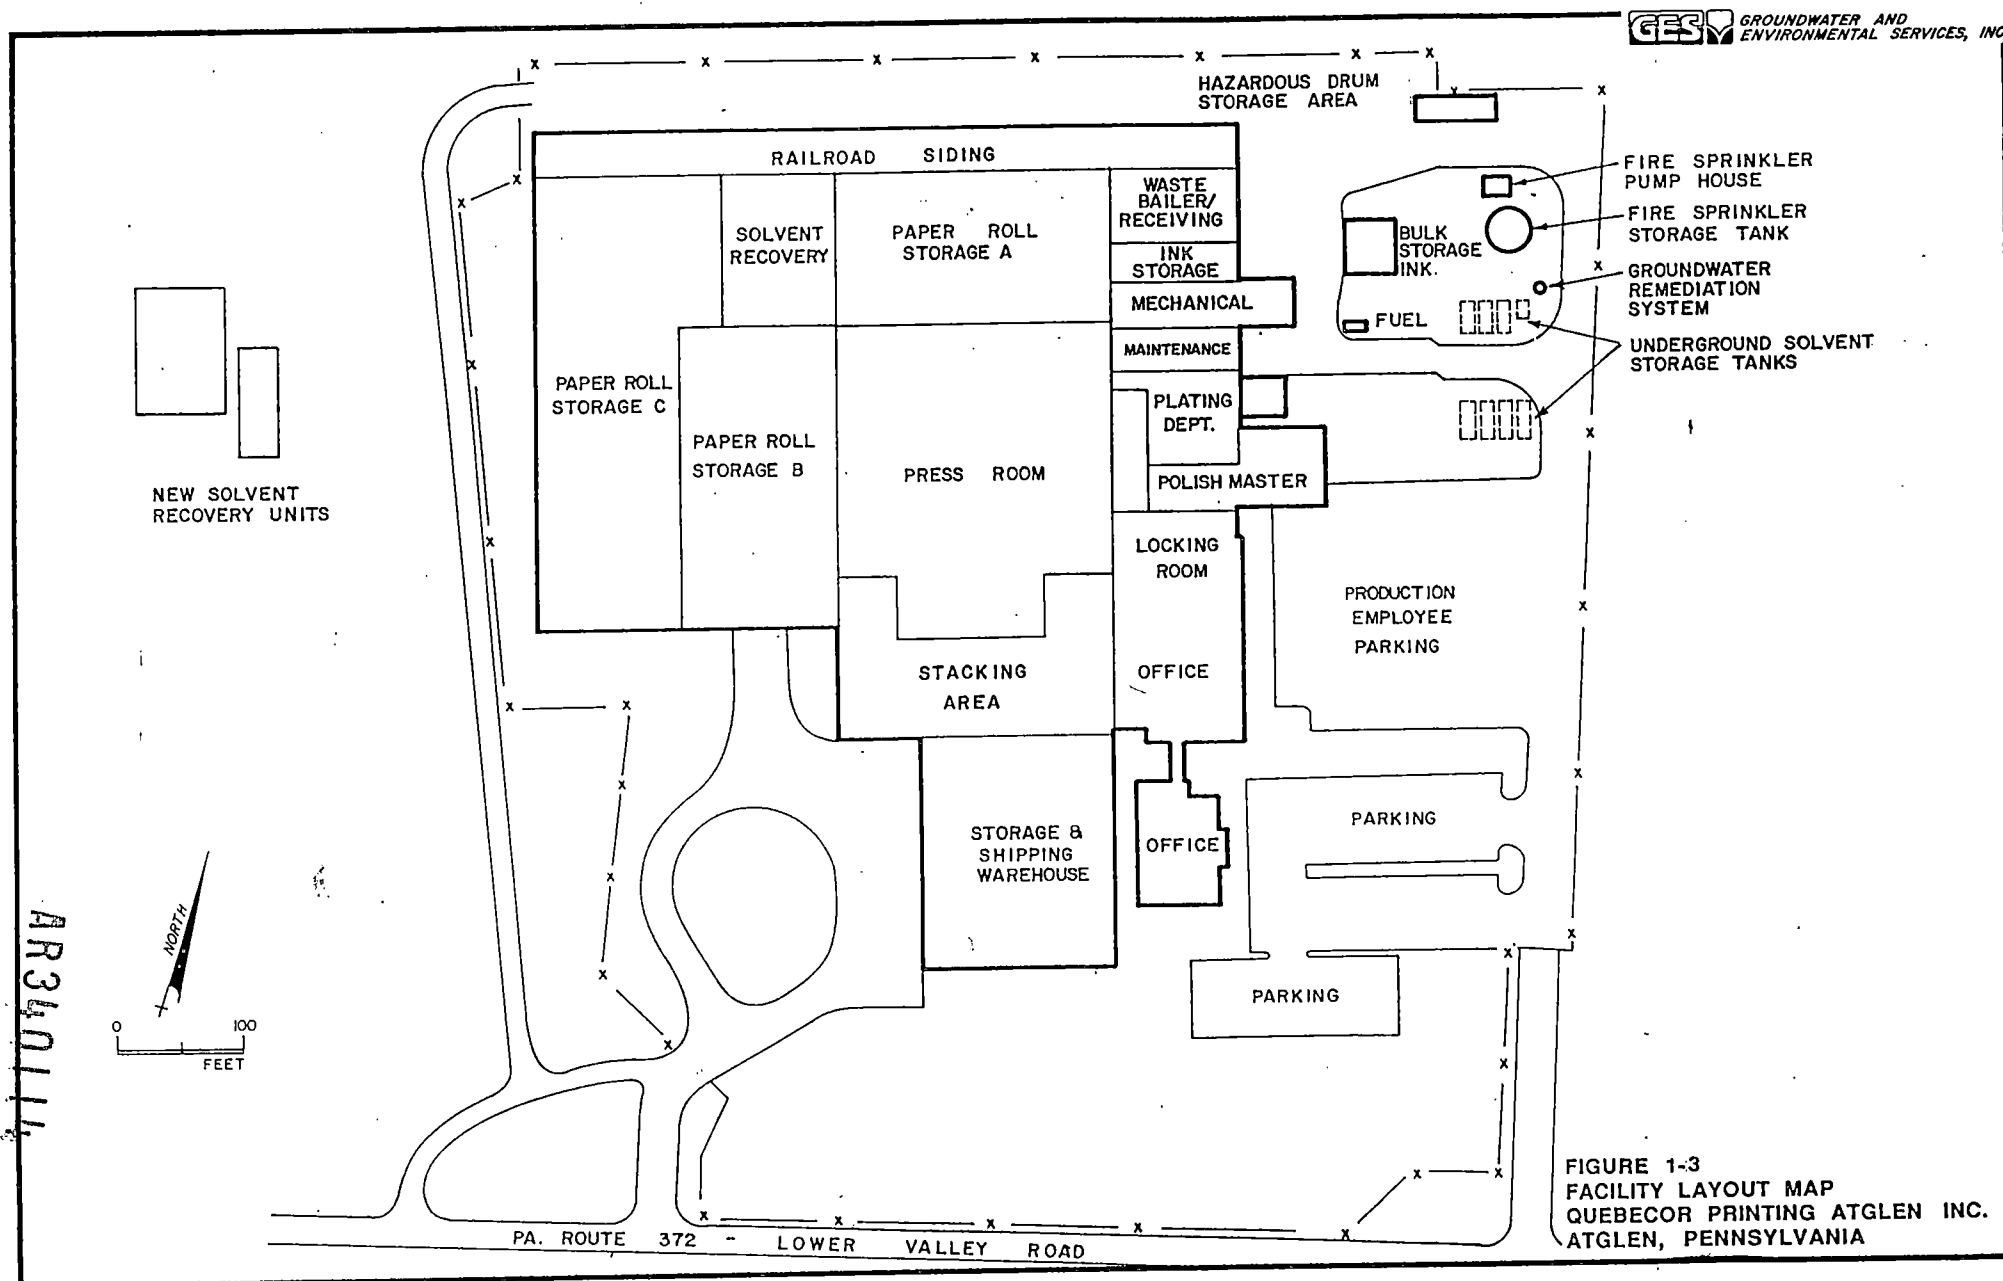 GES GROUNDWATER AND
ENVIRONMENTAL SERVICES, INC
HAZARDOUS DRUM
STORAGE AREA
RAILROAD SIDING
WASTE
BAILER/
RECEIVING
FIRE SPRINKLER
PUMP HOUSE
FIRE SPRINKLER
STORAGE TANK
SOLVENT
RECOVERY
PAPER ROLL
STORAGE A
INK
STORAGE
BULK
STORAGE
INK.
GROUNDWATER
REMEDIATION
SYSTEM
MECHANICAL
FUEL
UNDERGROUND SOLVENT
STORAGE TANKS
MAINTENANCE
PAPER ROLL
STORAGE C
PLATING
DEPT.
PAPER ROLL
STORAGE B
PRESS ROOM
POLISH MASTER
NEW SOLVENT
RECOVERY UNITS
LOCKING
ROOM
PRODUCTION
EMPLOYEE
PARKING
STACKING
AREA
OFFICE
STORAGE &
SHIPPING
WAREHOUSE
OFFICE
PARKING
PARKING
NORTH
0 100
FEET
AR340114
PA. ROUTE 372 - LOWER VALLEY ROAD
FIGURE 1-3
FACILITY LAYOUT MAP
QUEBECOR PRINTING ATGLEN INC.
ATGLEN, PENNSYLVANIA